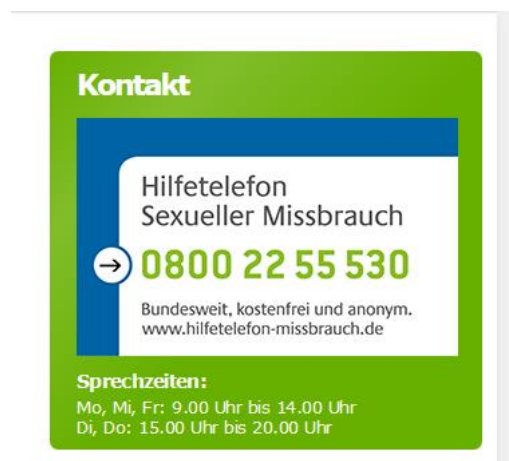 Kontakt
Hilfetelefon
Sexueller Missbrauch
0800 22 55 530
Bundesweit, kostenfrei und anonym.
www.hilfetelefon-missbrauch.de
Sprechzeiten:
Mo, Mi, Fr: 9.00 Uhr bis 14.00 Uhr
Di, Do: 15.00 Uhr bis 20.00 Uhr